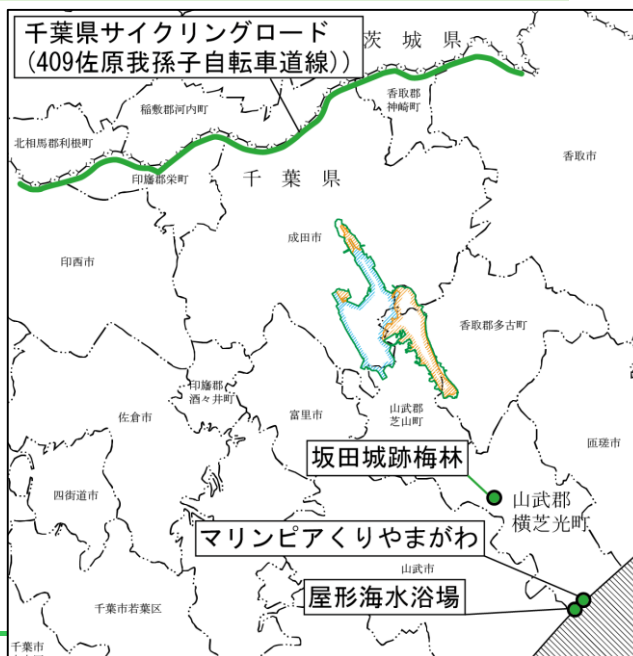 千葉県サイクリングロード
(409佐原我孫子自転車道線))
茨城県
稲敷郡河内町
香取郡
神崎町
北相馬郡利根町
印旛郡栄町
千葉県
香取市
成田市
印西市
香取郡多古町
印旛郡
酒々井町
富里市
山武郡
芝山町
佐倉市
匝瑳市
坂田城跡梅林
四街道市
山武郡
横芝光町
マリンピアくりやまがわ
山武市
屋形海水浴場
千葉市若葉区
千葉市